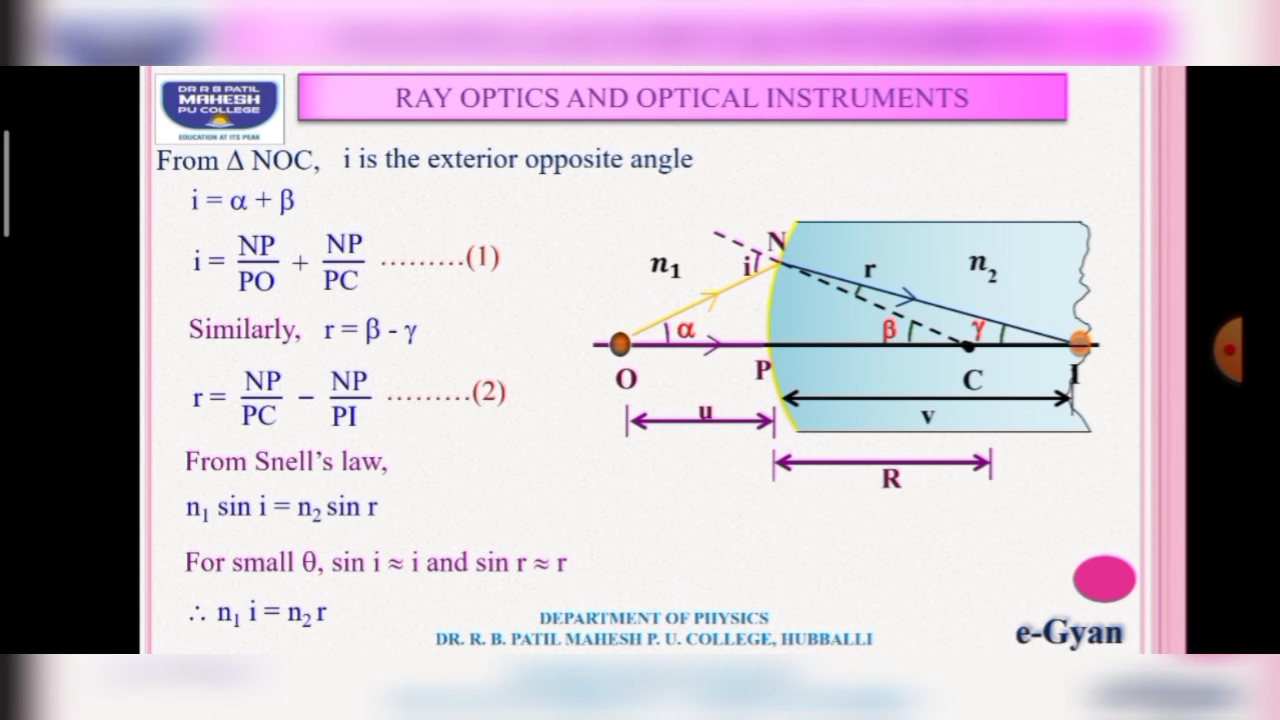 DR R B PATIL
MAHESH
PU COLLEGE
EDUCATION AT ITS PEAK
RAY OPTICS AND OPTICAL INSTRUMENTS
From Δ NOC, i is the exterior opposite angle
i = α + β
i = NP/PO + NP/PC .........(1)
Similarly, r = β - γ
r = NP/PC − NP/PI .........(2)
From Snell's law,
n₁ sin i = n₂ sin r
For small θ, sin i ≈ i and sin r ≈ r
∴ n₁ i = n₂ r
N
n₁
i
r
n₂
α
β
γ
O
P
C
I
u
v
R
DEPARTMENT OF PHYSICS
DR. R. B. PATIL MAHESH P. U. COLLEGE, HUBBALLI
e-Gyan